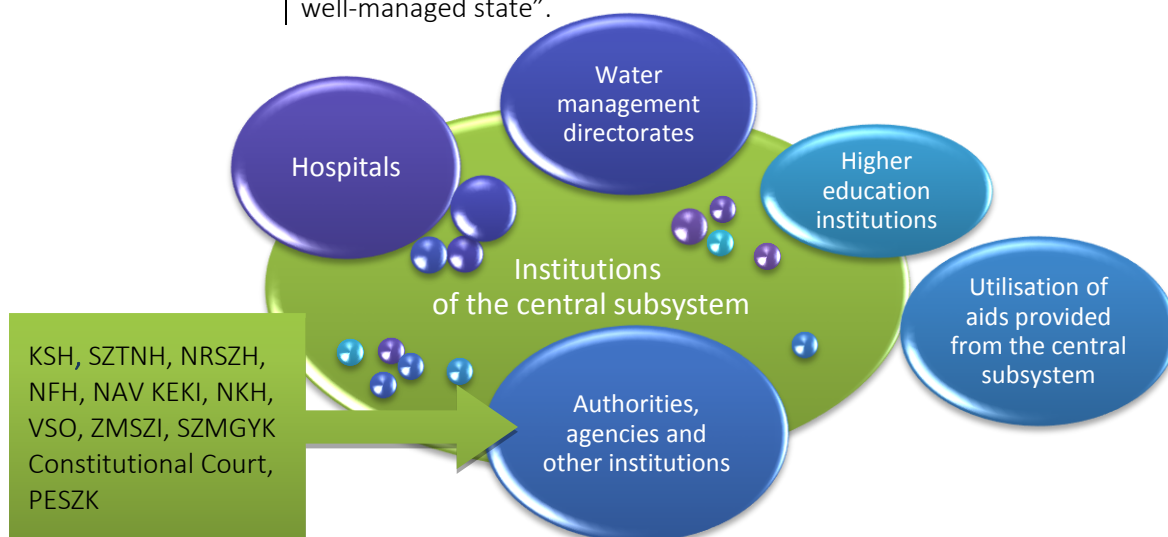 well-managed state”.
Water
management
directorates
Hospitals
Higher
education
institutions
Institutions
of the central subsystem
Utilisation of
aids provided
from the central
subsystem
KSH, SZTNH, NRSZH,
NFH, NAV KEKI, NKH,
VSO, ZMSZI, SZMGYK
Constitutional Court,
PESZK
Authorities,
agencies and
other institutions